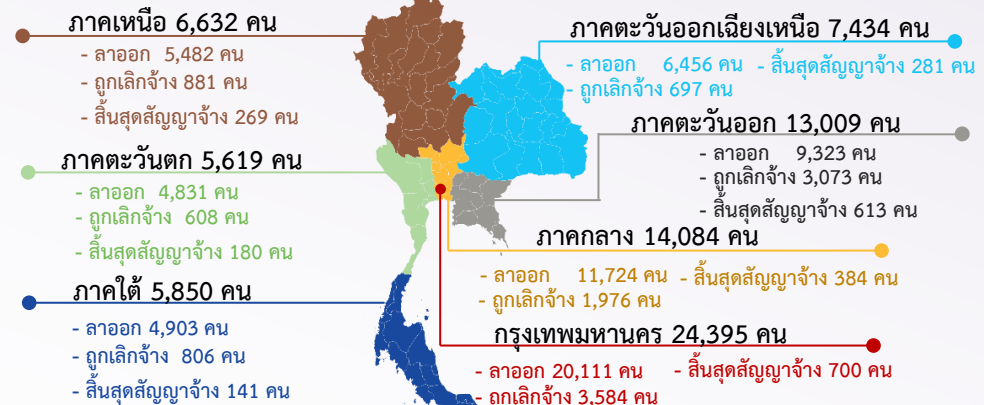 ภาคเหนือ 6,632 คน
- ลาออก 5,482 คน
- ถูกเลิกจ้าง 881 คน
- สิ้นสุดสัญญาจ้าง 269 คน
ภาคตะวันออกเฉียงเหนือ 7,434 คน
- ลาออก 6,456 คน - สิ้นสุดสัญญาจ้าง 281 คน
- ถูกเลิกจ้าง 697 คน
ภาคตะวันออก 13,009 คน
- ลาออก 9,323 คน
- ถูกเลิกจ้าง 3,073 คน
- สิ้นสุดสัญญาจ้าง 613 คน
ภาคตะวันตก 5,619 คน
- ลาออก 4,831 คน
- ถูกเลิกจ้าง 608 คน
- สิ้นสุดสัญญาจ้าง 180 คน
ภาคกลาง 14,084 คน
- ลาออก 11,724 คน - สิ้นสุดสัญญาจ้าง 384 คน
- ถูกเลิกจ้าง 1,976 คน
ภาคใต้ 5,850 คน
- ลาออก 4,903 คน
- ถูกเลิกจ้าง 806 คน
- สิ้นสุดสัญญาจ้าง 141 คน
กรุงเทพมหานคร 24,395 คน
- ลาออก 20,111 คน - สิ้นสุดสัญญาจ้าง 700 คน
- ถูกเลิกจ้าง 3,584 คน